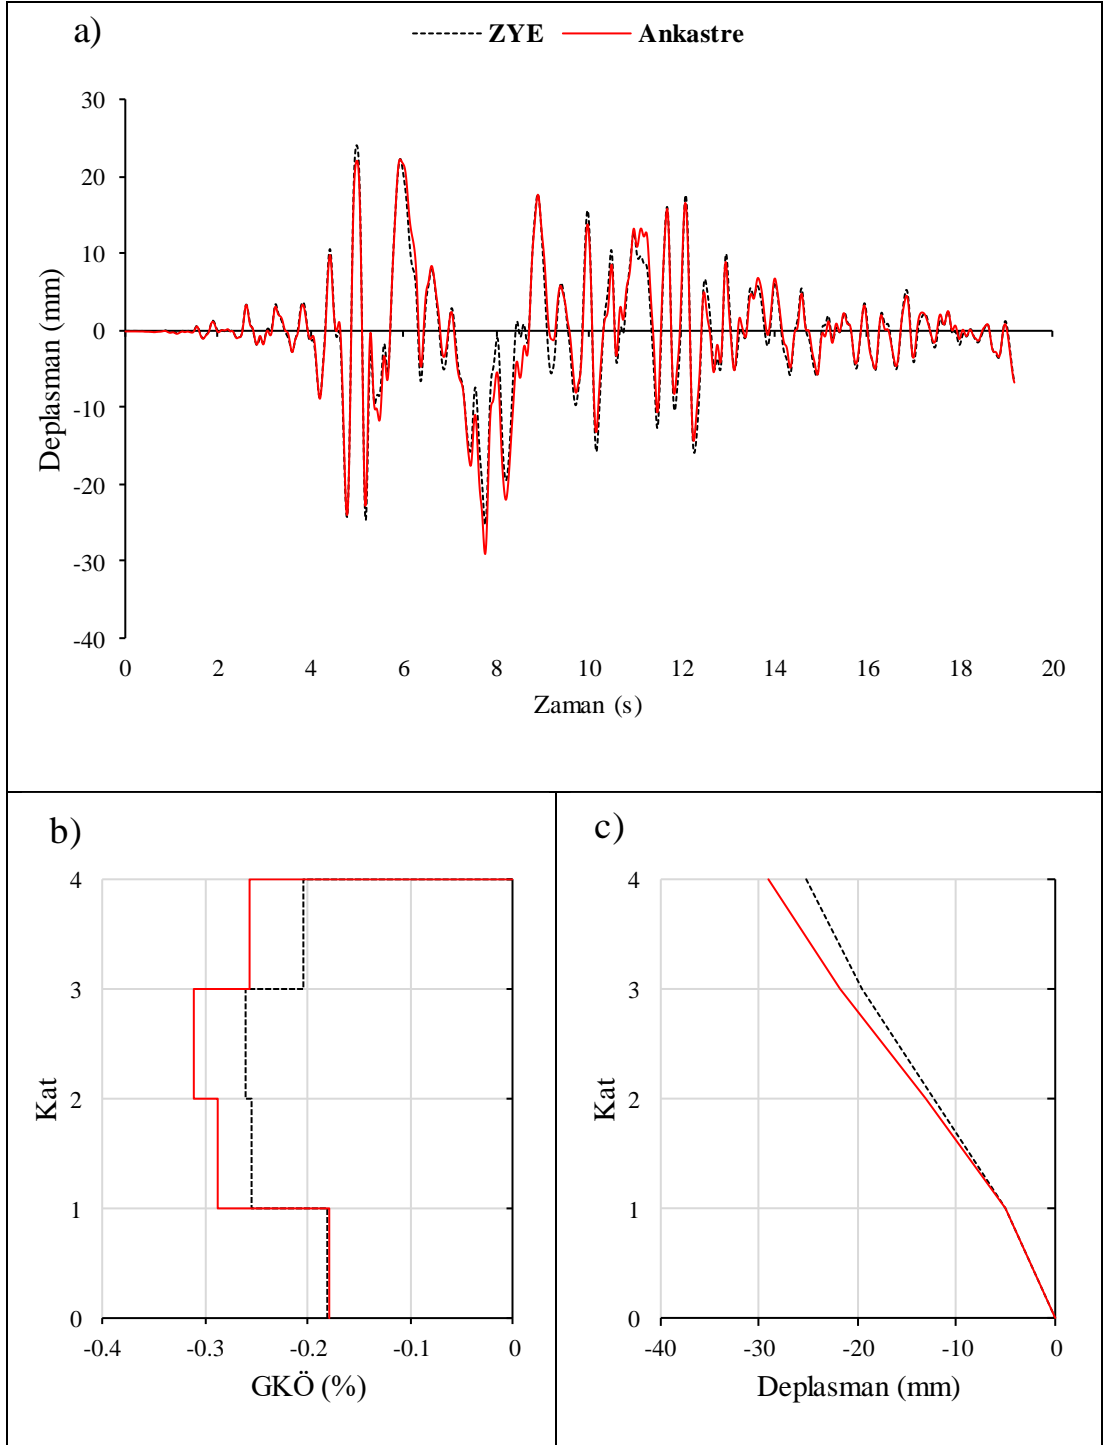 a)
ZYE Ankastre
30
20
10
0
-10
-20
-30
-40
Deplasman (mm)
0 2 4 6 8 10 12 14 16 18 20
Zaman (s)
b)
4
3
2
1
0
Kat
-0.4 -0.3 -0.2 -0.1 0
GKÖ (%)
c)
4
3
2
1
0
Kat
-40 -30 -20 -10 0
Deplasman (mm)